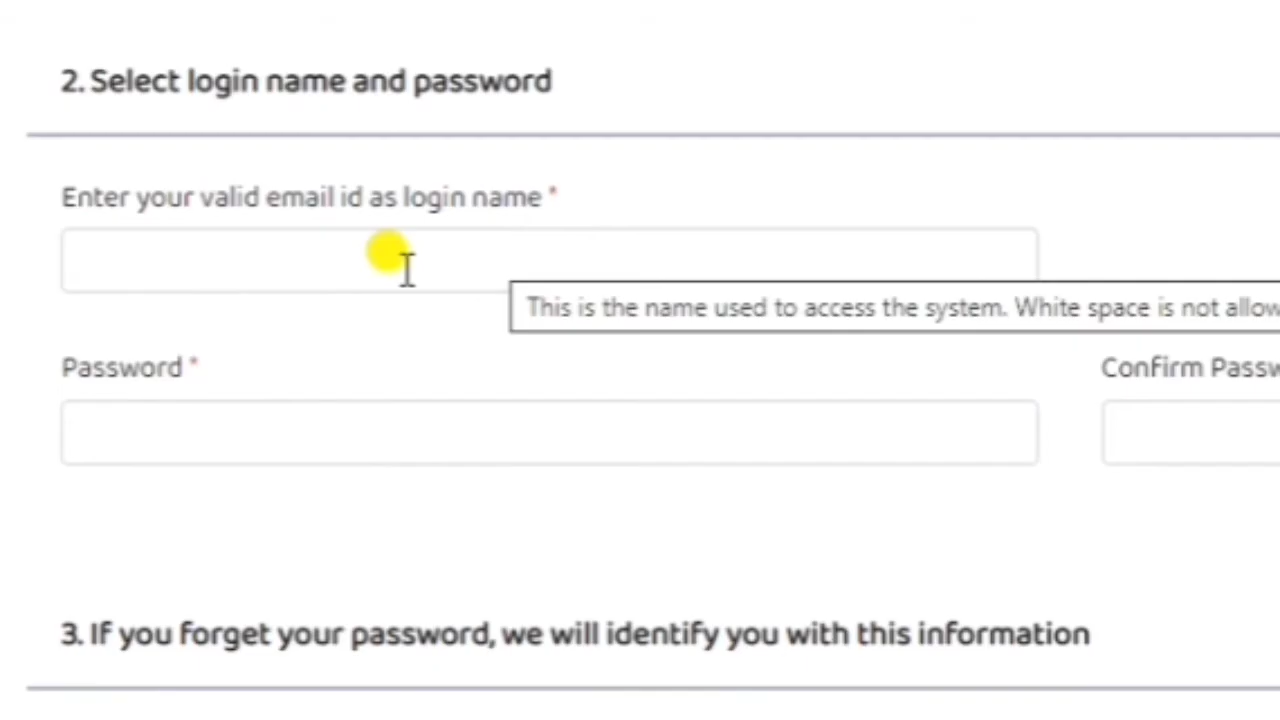 2. Select login name and password
Enter your valid email id as login name *
This is the name used to access the system. White space is not
Password *
Confirm
3. If you forget your password, we will identify you with this information